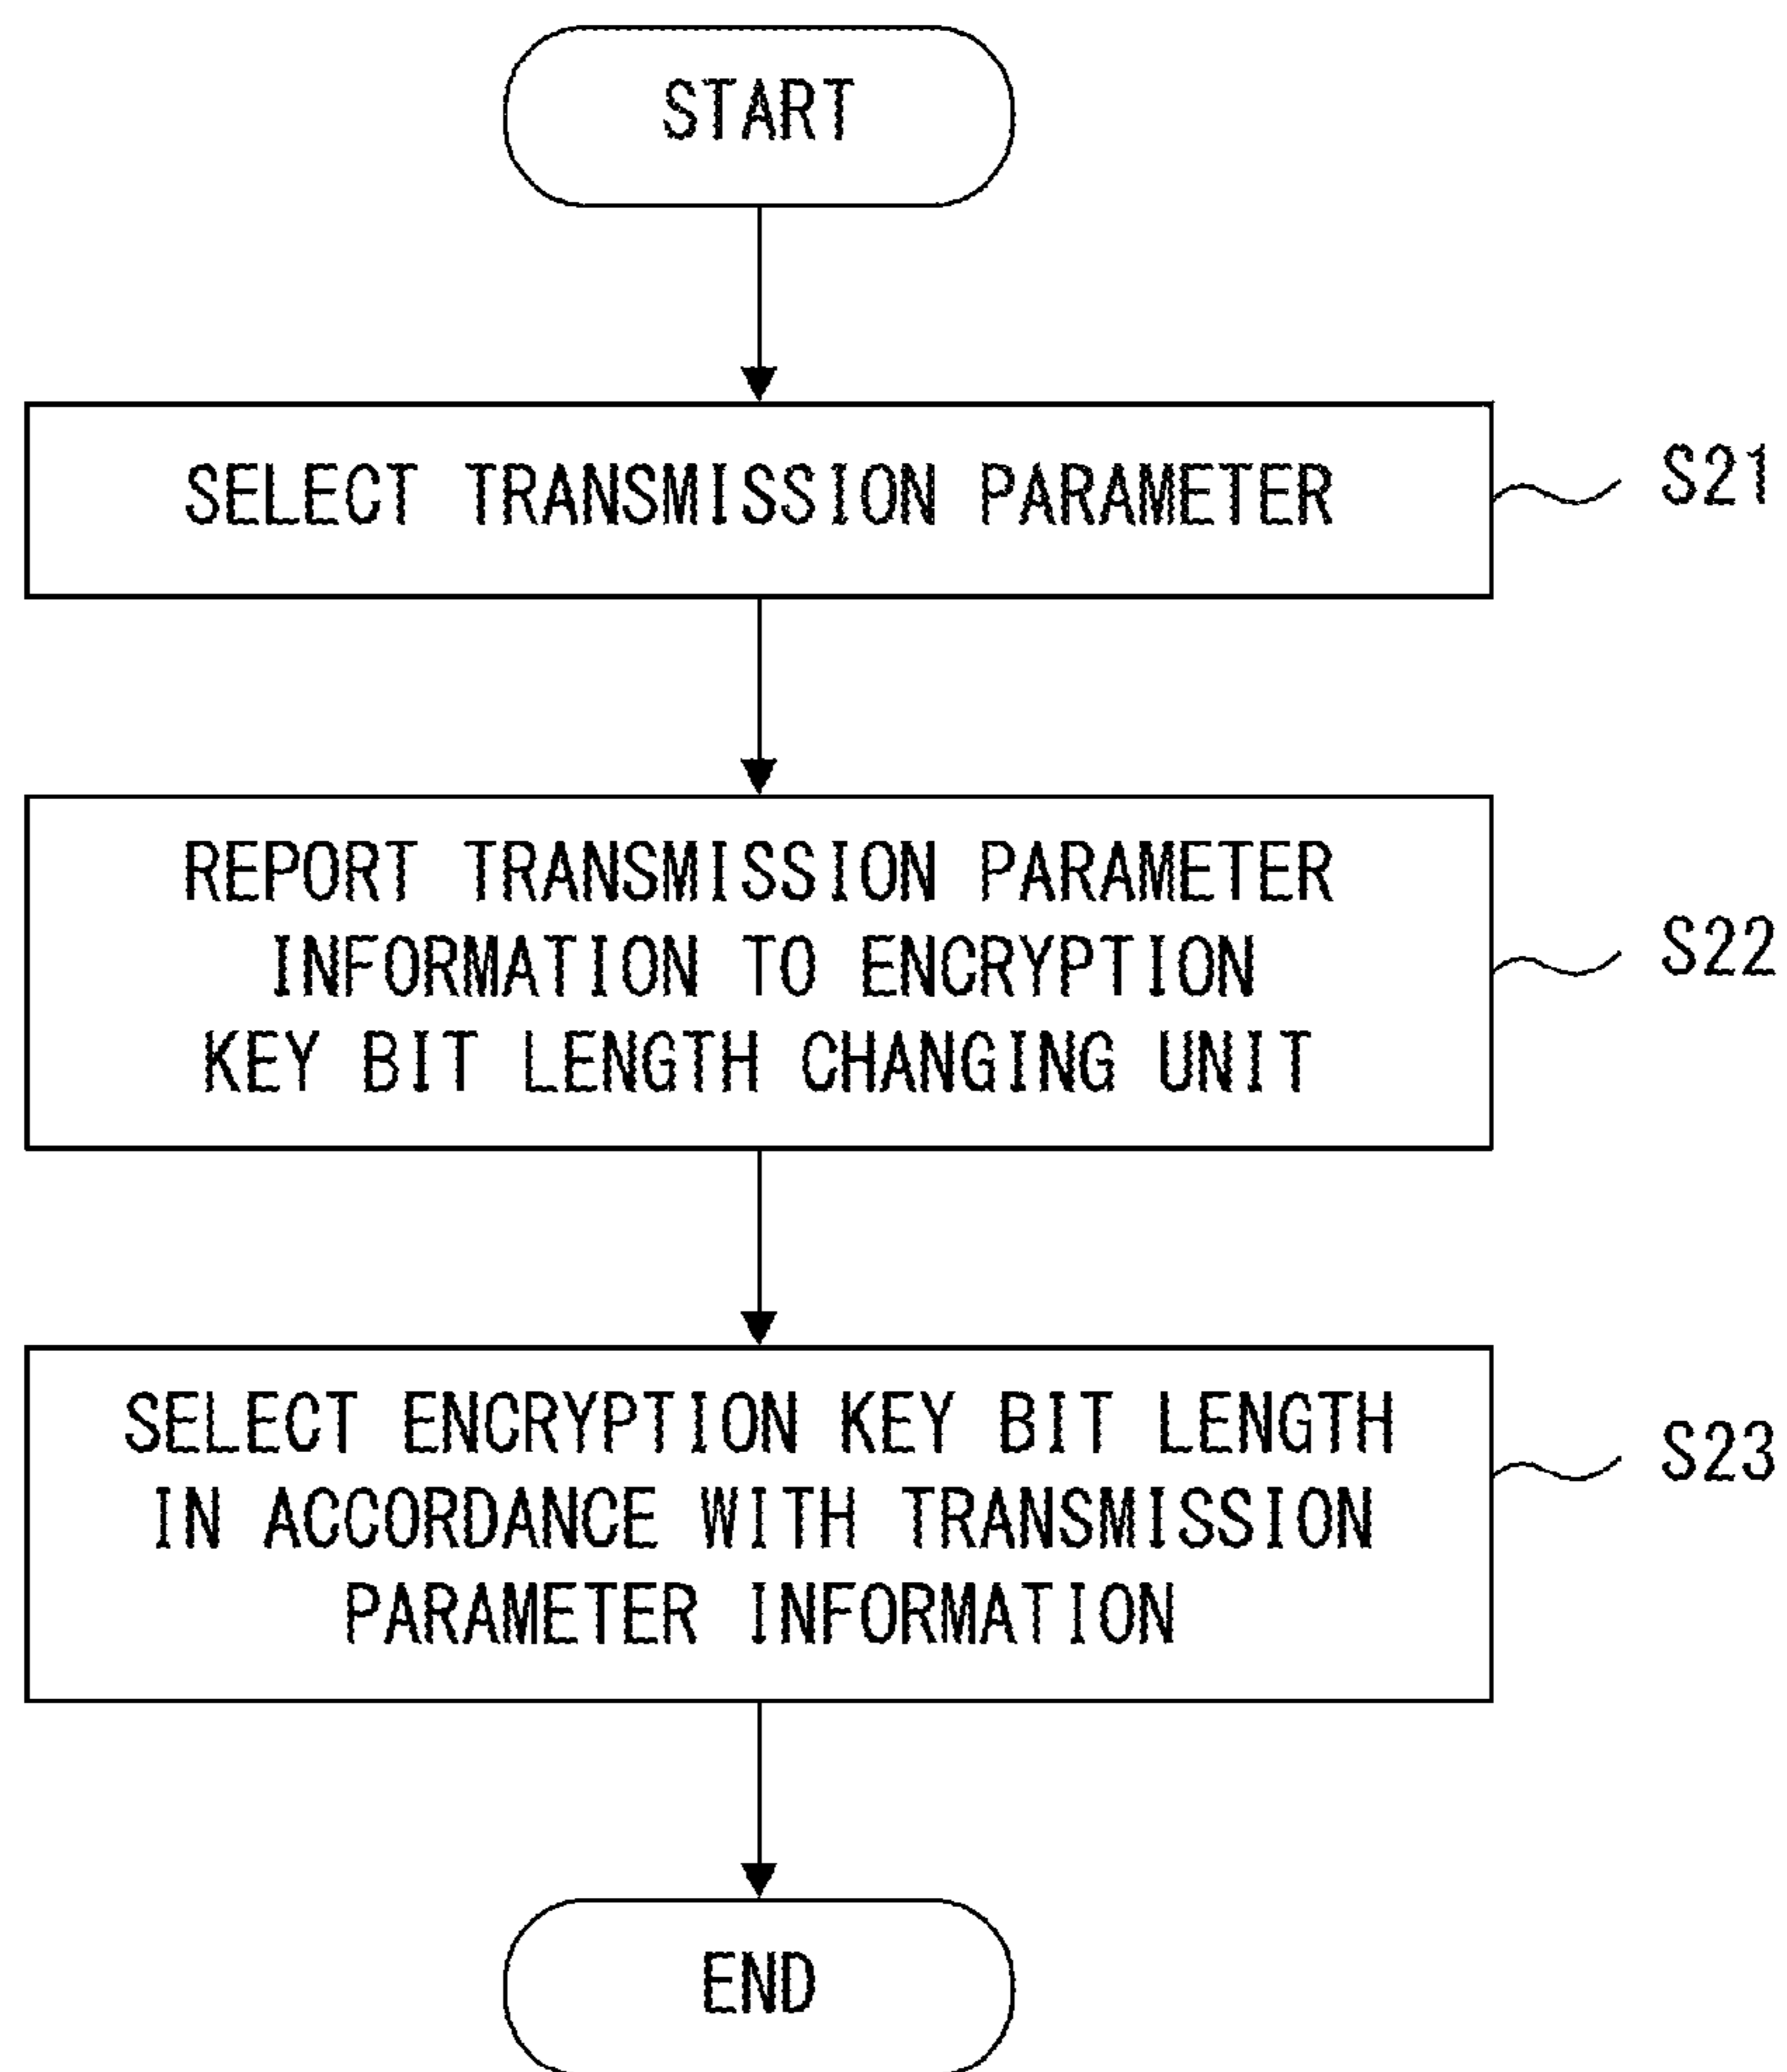 START
SELECT TRANSMISSION PARAMETER
S21
REPORT TRANSMISSION PARAMETER
INFORMATION TO ENCRYPTION
KEY BIT LENGTH CHANGING UNIT
S22
SELECT ENCRYPTION KEY BIT LENGTH
IN ACCORDANCE WITH TRANSMISSION
PARAMETER INFORMATION
S23
END